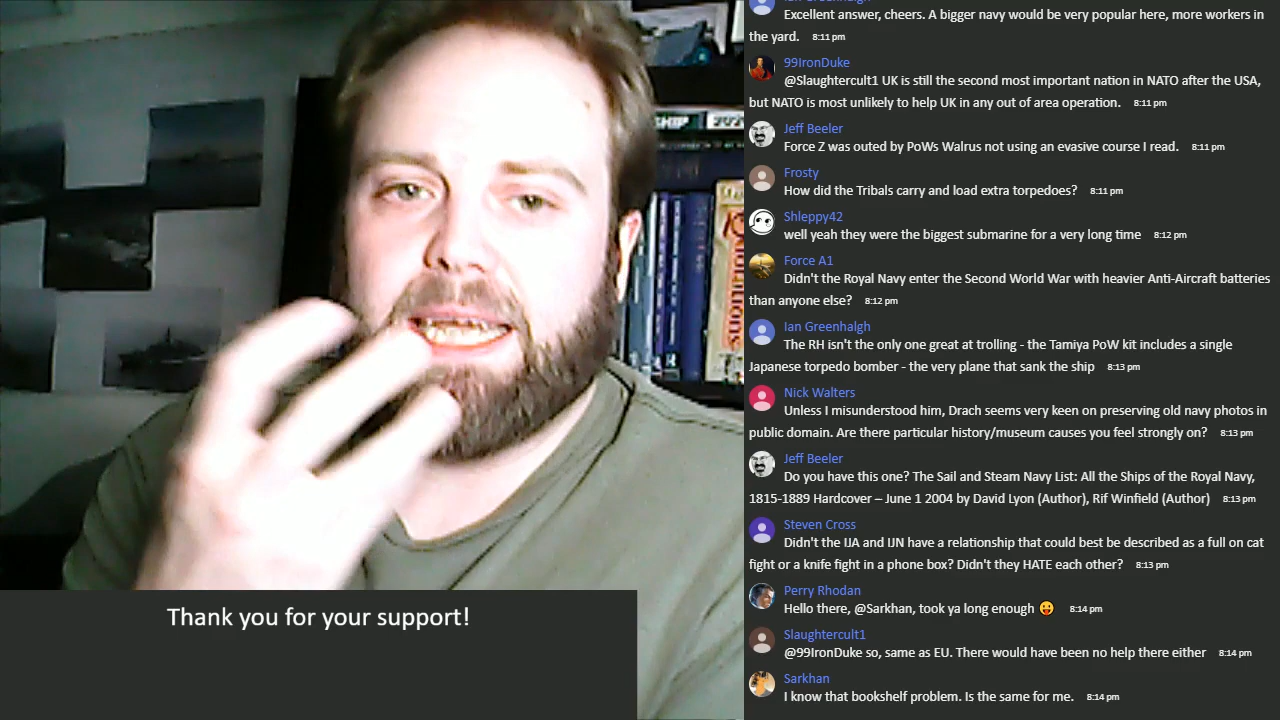 Excellent answer, cheers. A bigger navy would be very popular here, more workers in
the yard. 8:11 pm
99IronDuke
@Slaughtercult1 UK is still the second most important nation in NATO after the USA,
but NATO is most unlikely to help UK in any out of area operation. 8:11 pm
Jeff Beeler
Force Z was outed by PoWs Walrus not using an evasive course I read. 8:11 pm
Frosty
How did the Tribals carry and load extra torpedoes? 8:11 pm
Shleppy42
well yeah they were the biggest submarine for a very long time 8:12 pm
Force A1
Didn't the Royal Navy enter the Second World War with heavier Anti-Aircraft batteries
than anyone else? 8:12 pm
Ian Greenhalgh
The RH isn't the only one great at trolling - the Tamiya PoW kit includes a single
Japanese torpedo bomber - the very plane that sank the ship 8:13 pm
Nick Walters
Unless I misunderstood him, Drach seems very keen on preserving old navy photos in
public domain. Are there particular history/museum causes you feel strongly on? 8:13 pm
Jeff Beeler
Do you have this one? The Sail and Steam Navy List: All the Ships of the Royal Navy,
1815-1889 Hardcover – June 1 2004 by David Lyon (Author), Rif Winfield (Author) 8:13 pm
Steven Cross
Didn't the IJA and IJN have a relationship that could best be described as a full on cat
fight or a knife fight in a phone box? Didn't they HATE each other? 8:13 pm
Perry Rhodan
Hello there, @Sarkhan, took ya long enough 😛 8:14 pm
Slaughtercult1
@99IronDuke so, same as EU. There would have been no help there either 8:14 pm
Sarkhan
I know that bookshelf problem. Is the same for me. 8:14 pm
Thank you for your support!